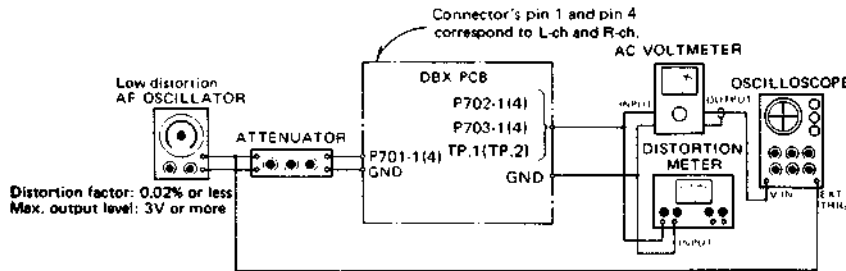 Connector's pin 1 and pin 4
correspond to L-ch and R-ch.
AC VOLTMETER
OSCILLOSCOPE
Low distortion
AF OSCILLATOR
DBX PCB
P702-1(4)
P703-1(4)
TP.1(TP.2)
GND
INPUT
OUTPUT
ATTENUATOR
P701-1(4)
GND
DISTORTION
METER
INPUT
V IN
EXT
Distortion factor: 0.02% or less
Max. output level: 3V or more